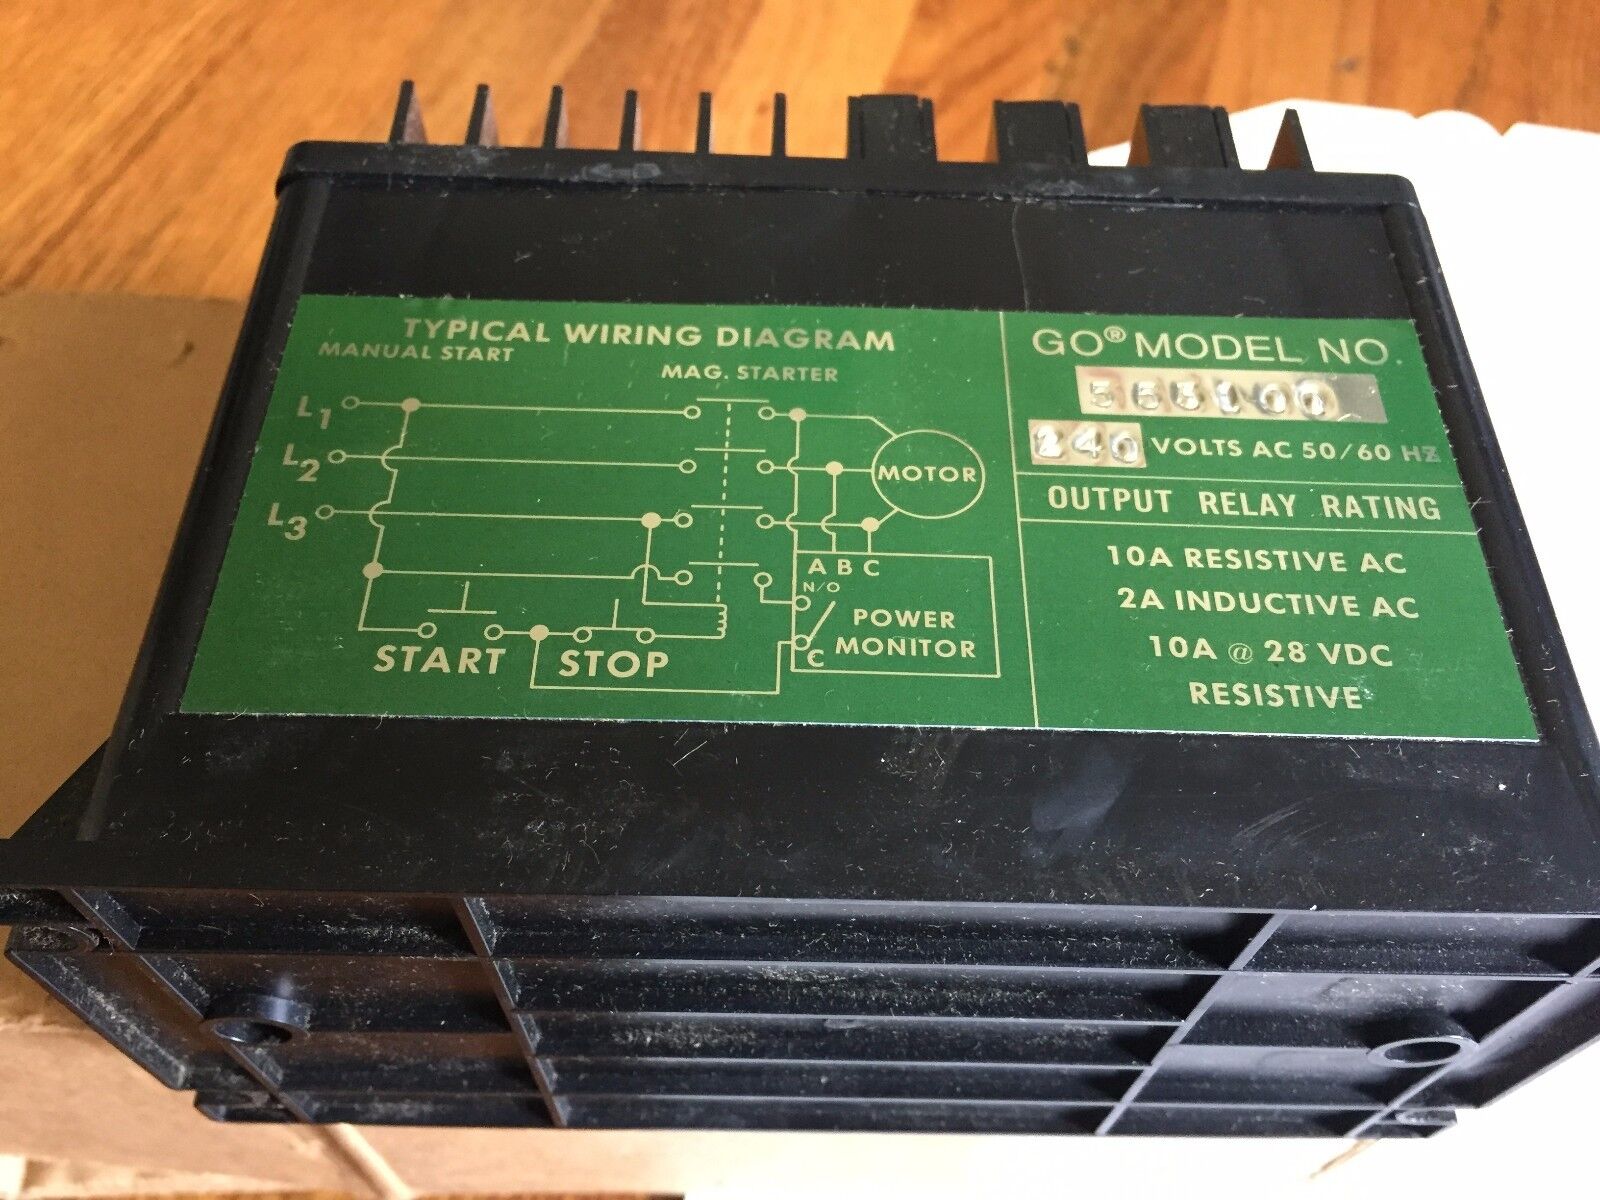 TYPICAL WIRING DIAGRAM
MANUAL START
MAG. STARTER
L1
L2
L3
MOTOR
A B C
N/O
POWER
MONITOR
C
START
STOP
GO® MODEL NO.
240 VOLTS AC 50/60 HZ
OUTPUT RELAY RATING
10A RESISTIVE AC
2A INDUCTIVE AC
10A @ 28 VDC
RESISTIVE